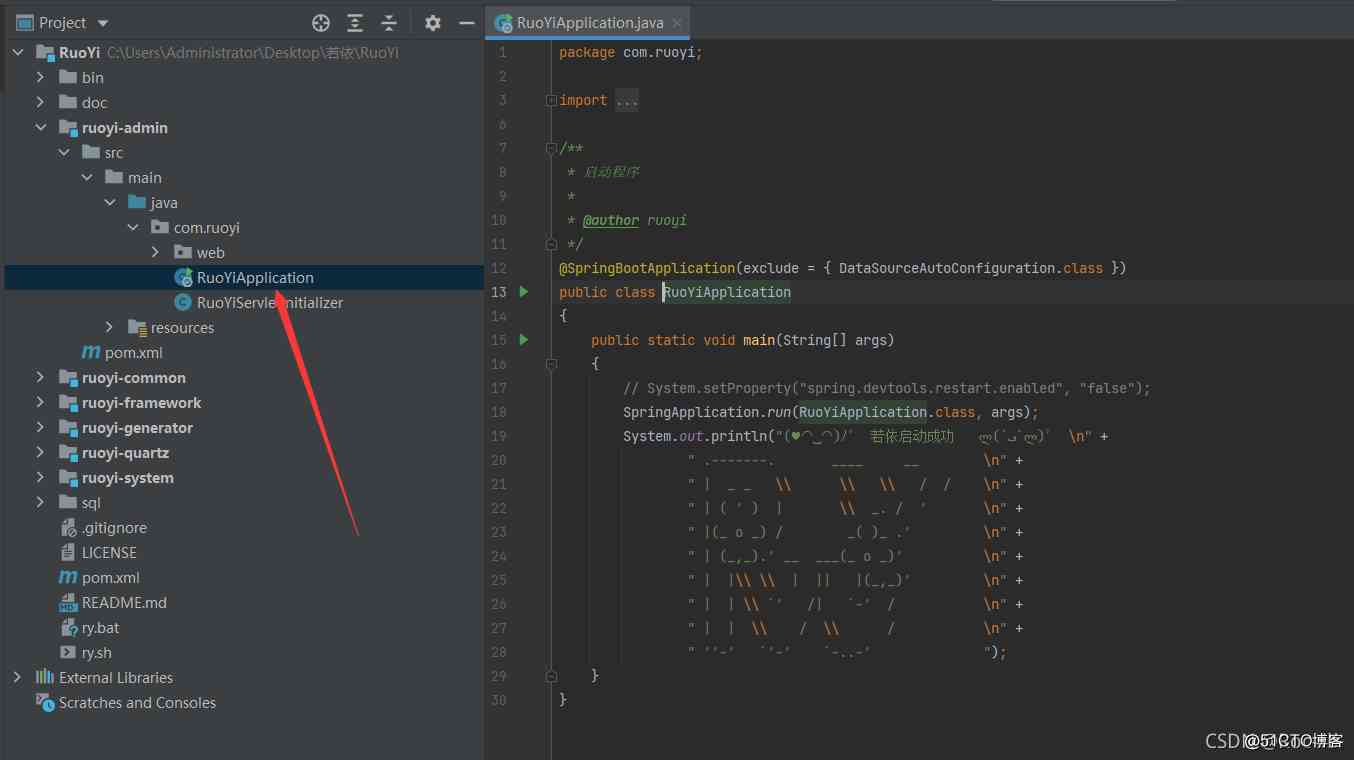 Project
RuoYi C:\Users\Administrator\Desktop\若依\RuoYi
bin
doc
ruoyi-admin
src
main
java
com.ruoyi
web
RuoYiApplication
RuoYiServletInitializer
resources
pom.xml
ruoyi-common
ruoyi-framework
ruoyi-generator
ruoyi-quartz
ruoyi-system
sql
.gitignore
LICENSE
pom.xml
README.md
ry.bat
ry.sh
External Libraries
Scratches and Consoles
RuoYiApplication.java
1 package com.ruoyi;
2
3 import ...
6
7 /**
8 * 启动程序
9 *
10 * @author ruoyi
11 */
12 @SpringBootApplication(exclude = { DataSourceAutoConfiguration.class })
13 public class RuoYiApplication
14 {
15 public static void main(String[] args)
16 {
17 // System.setProperty("spring.devtools.restart.enabled", "false");
18 SpringApplication.run(RuoYiApplication.class, args);
19 System.out.println("(♥◠‿◠)ﾉﾞ 若依启动成功 ლ(´ڡ`ლ)ﾞ \n" +
20 " .-------. ____ __ \n" +
21 " | _ _ \\ \\ \\ / / \n" +
22 " | ( ' ) | \\ _. / ' \n" +
23 " |(_ o _) / _( )_ .' \n" +
24 " | (_,_).' __ ___(_ o _)' \n" +
25 " | |\\ \\ | || |(_,_)' \n" +
26 " | | \\ `' /| `-' / \n" +
27 " | | \\ / \\ / \n" +
28 " ''-' `'-' `-..-' ");
29 }
30 }
@51CTO博客